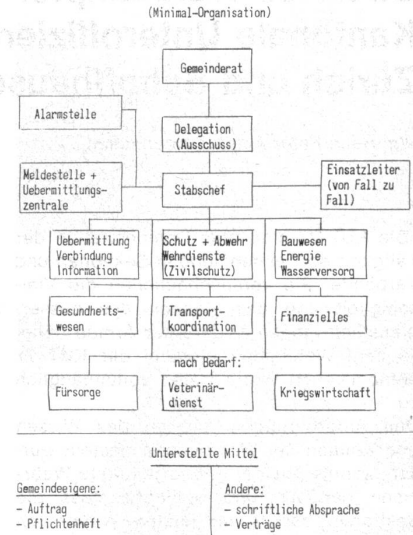 (Minimal-Organisation)
Gemeinderat
Alarmstelle
Delegation
(Ausschuss)
Meldestelle +
Uebermittlungs-
zentrale
Stabschef
Einsatzleiter
(von Fall zu
Fall)
Uebermittlung
Verbindung
Information
Schutz + Abwehr
Wehrdienste
(Zivilschutz)
Bauwesen
Energie
Wasserversorg
Gesundheits-
wesen
Transport-
koordination
Finanzielles
nach Bedarf:
Fürsorge
Veterinär-
dienst
Kriegswirtschaft
Unterstellte Mittel
Gemeindeeigene:
- Auftrag
- Pflichtenheft
Andere:
- schriftliche Absprache
- Verträge